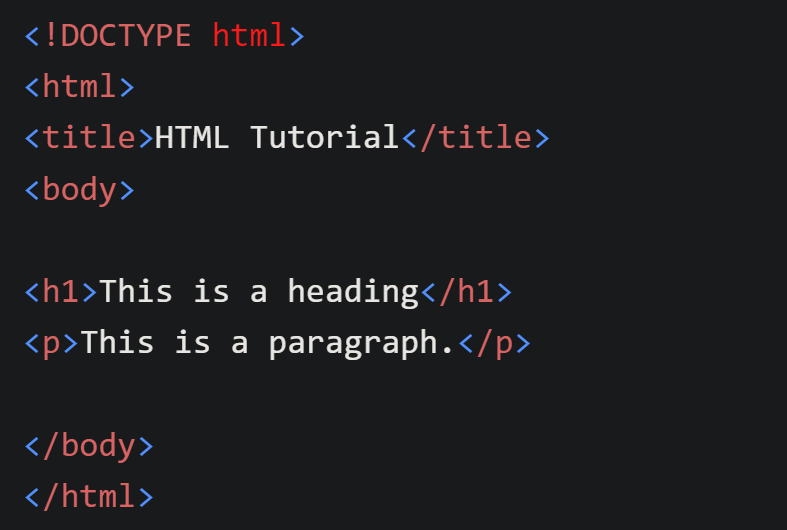 <!DOCTYPE html>
<html>
<title>HTML Tutorial</title>
<body>
<h1>This is a heading</h1>
<p>This is a paragraph.</p>
</body>
</html>